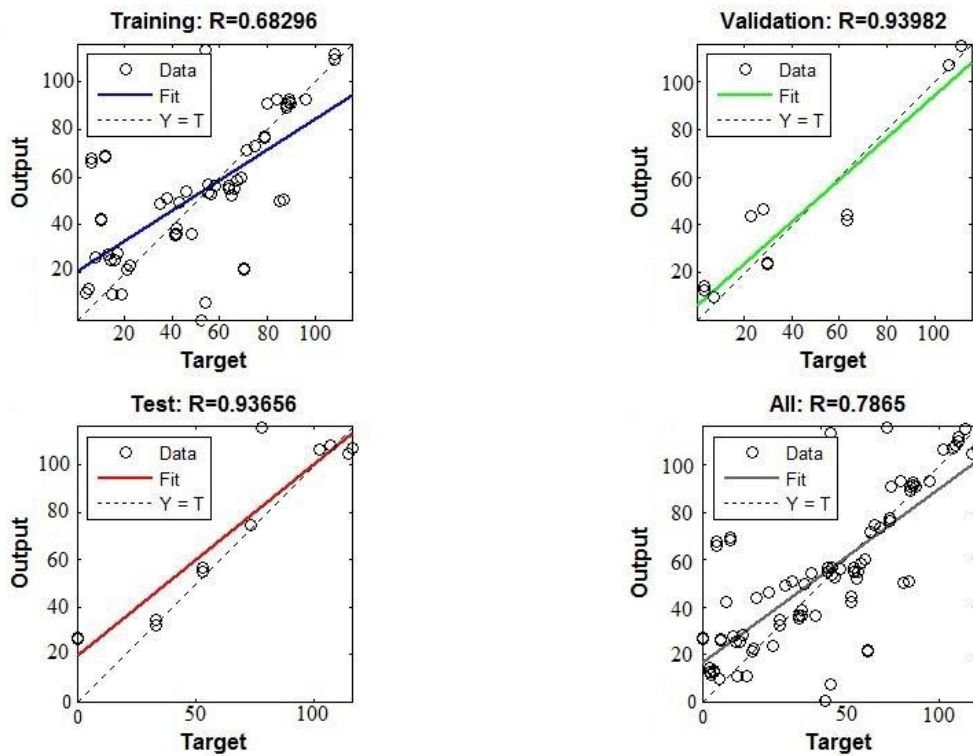 Training: R=0.68296
Output
100
80
60
40
20
Data
Fit
Y = T
20
40
60
80
100
Target
Validation: R=0.93982
Output
100
80
60
40
20
Data
Fit
Y = T
20
40
60
80
100
Target
Test: R=0.93656
Output
100
80
60
40
20
0
Data
Fit
Y = T
0
50
100
Target
All: R=0.7865
Output
100
80
60
40
20
0
Data
Fit
Y = T
0
50
100
Target